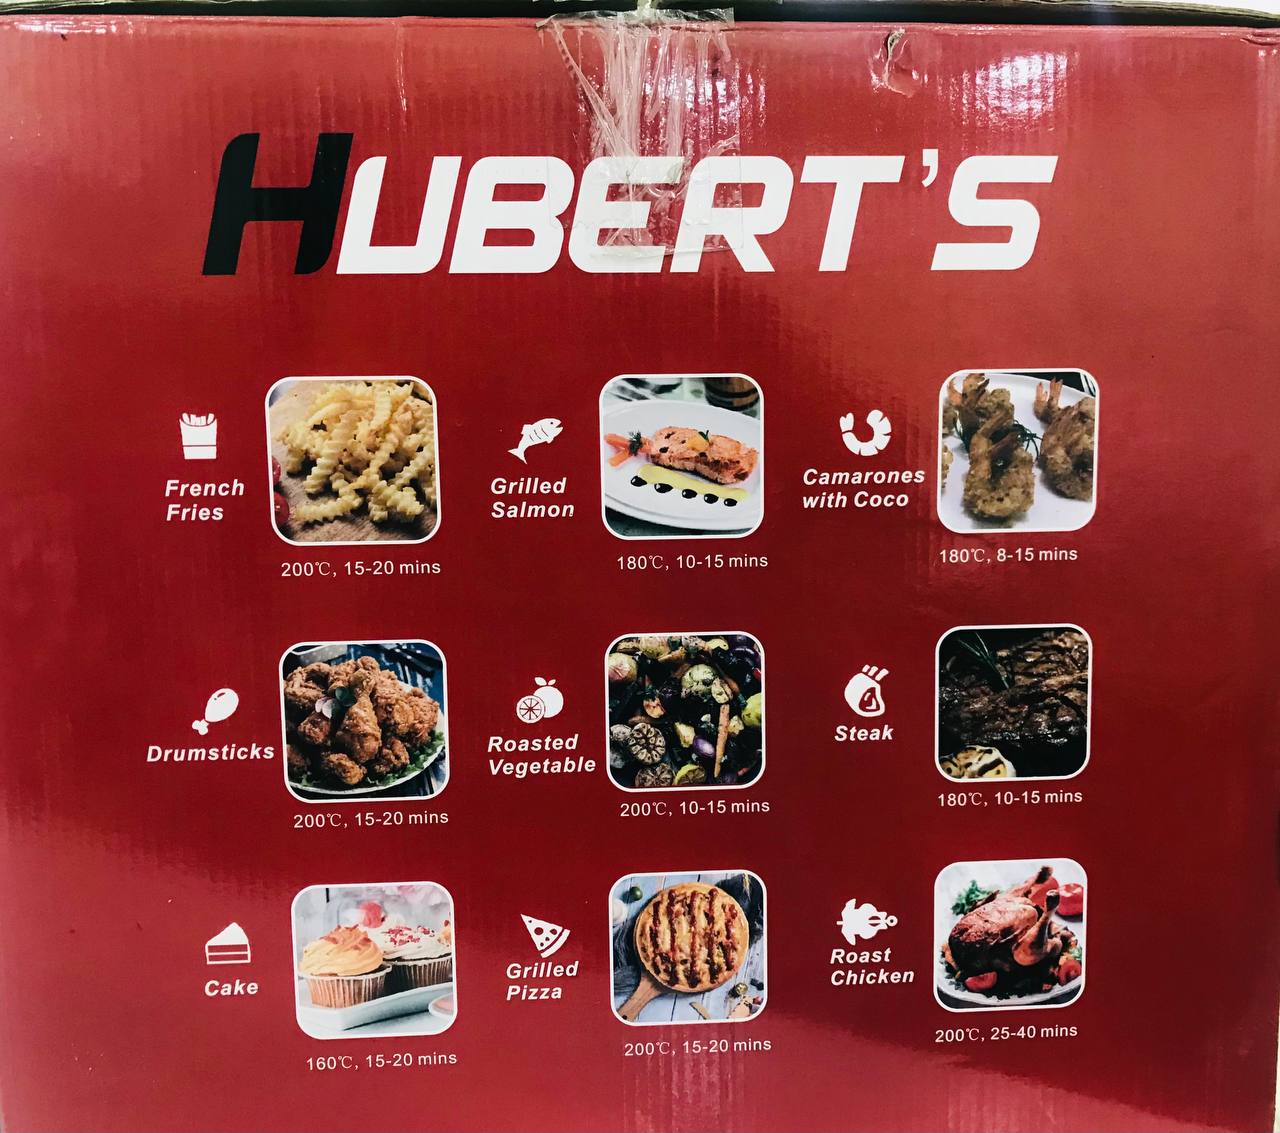 HUBERT'S
French
Fries
200℃, 15-20 mins
Grilled
Salmon
180℃, 10-15 mins
Camarones
with Coco
180℃, 8-15 mins
Drumsticks
200℃, 15-20 mins
Roasted
Vegetable
200℃, 10-15 mins
Steak
180℃, 10-15 mins
Cake
160℃, 15-20 mins
Grilled
Pizza
200℃, 15-20 mins
Roast
Chicken
200℃, 25-40 mins